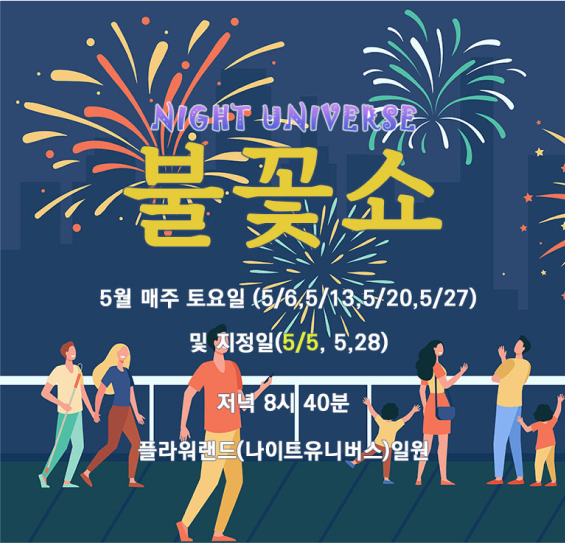 NIGHT UNIVERSE
불꽃쇼
5월 매주 토요일 (5/6,5/13,5/20,5/27)
및 지정일(5/5, 5,28)
저녁 8시 40분
플라워랜드(나이트유니버스)일원